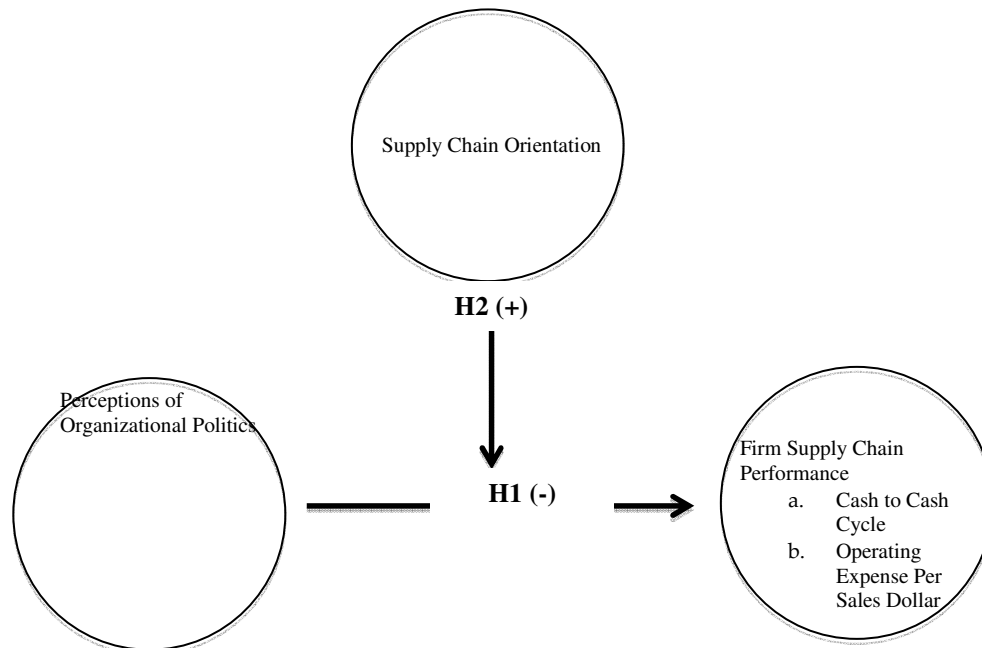 Supply Chain Orientation
H2 (+)
Perceptions of
Organizational Politics
H1 (-)
Firm Supply Chain
Performance
a. Cash to Cash
Cycle
b. Operating
Expense Per
Sales Dollar